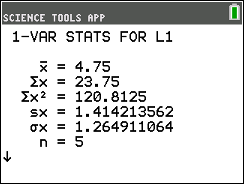 SCIENCE TOOLS APP
1-VAR STATS FOR L1
x̄ = 4.75
Σx = 23.75
Σx² = 120.8125
sx = 1.414213562
σx = 1.264911064
n = 5
↓